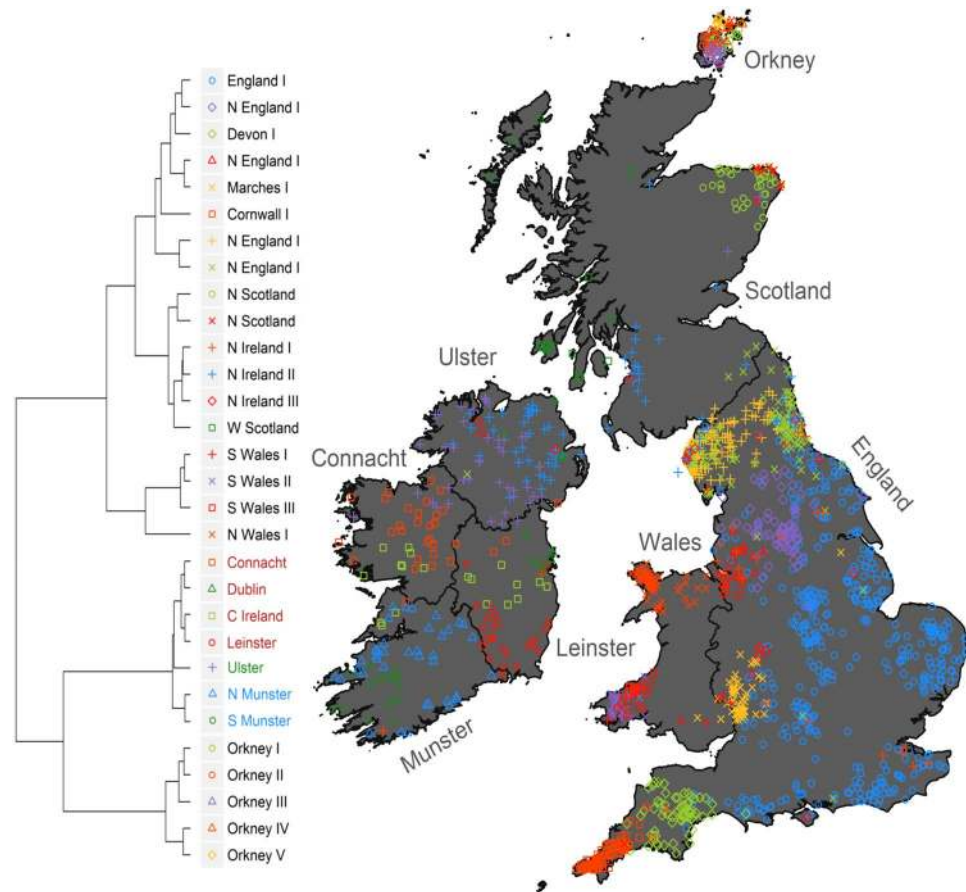 England I
N England I
Devon I
N England I
Marches I
Cornwall I
N England I
N England I
N Scotland
N Scotland
N Ireland I
N Ireland II
N Ireland III
W Scotland
S Wales I
S Wales II
S Wales III
N Wales I
Connacht
Dublin
C Ireland
Leinster
Ulster
N Munster
S Munster
Orkney I
Orkney II
Orkney III
Orkney IV
Orkney V
Orkney
Scotland
Ulster
Connacht
England
Wales
Leinster
Munster